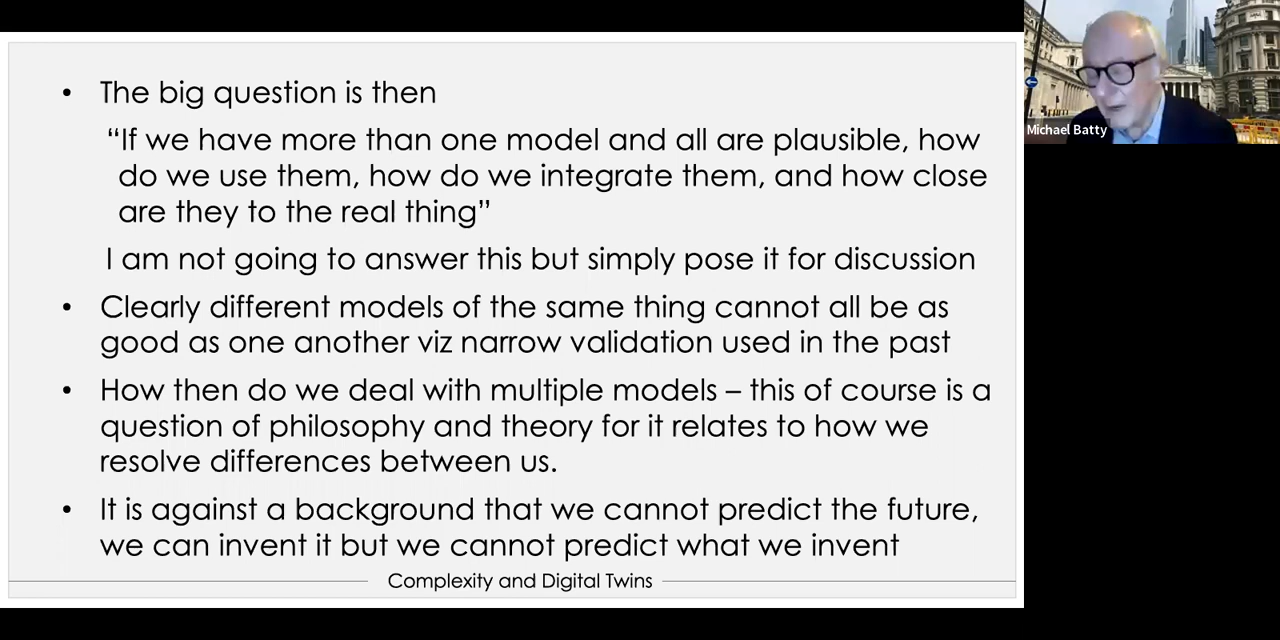 • The big question is then
“If we have more than one model and all are plausible, how
do we use them, how do we integrate them, and how close
are they to the real thing”
I am not going to answer this but simply pose it for discussion
• Clearly different models of the same thing cannot all be as
good as one another viz narrow validation used in the past
• How then do we deal with multiple models – this of course is a
question of philosophy and theory for it relates to how we
resolve differences between us.
• It is against a background that we cannot predict the future,
we can invent it but we cannot predict what we invent
Complexity and Digital Twins
Michael Batty